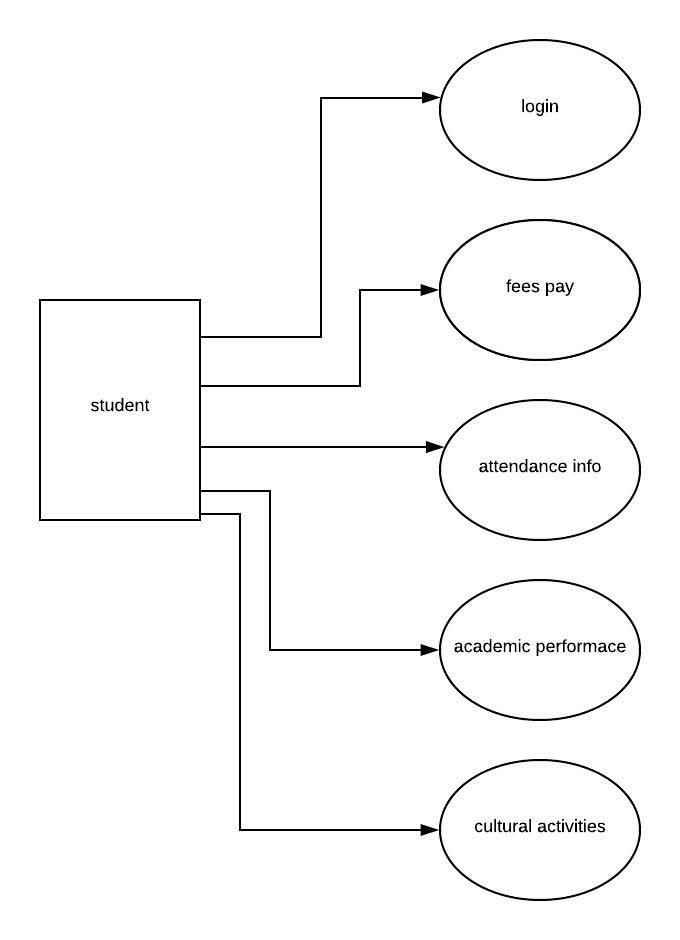 login
fees pay
student
attendance info
academic performace
cultural activities